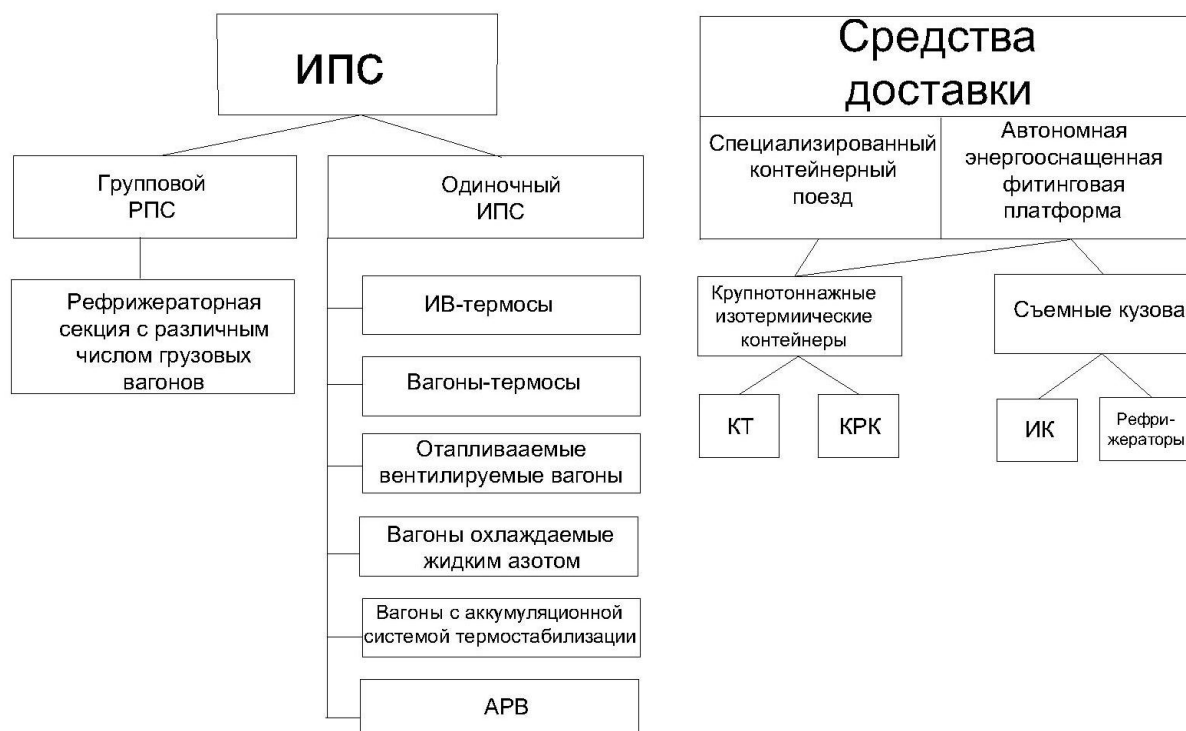 ИПС
Групповой
РПС
Одиночный
ИПС
Рефрижераторная
секция с различным
числом грузовых
вагонов
ИВ-термосы
Вагоны-термосы
Отапливааемые
вентилируемые вагоны
Вагоны охлаждаемые
жидким азотом
Вагоны с аккумуляционной
системой термостабилизации
АРВ
Средства
доставки
Специализированный
контейнерный
поезд
Автономная
энергооснащенная
фитинговая
платформа
Крупнотоннажные
изотермиические
контейнеры
Съемные кузова
КТ
КРК
ИК
Рефри-
жераторы